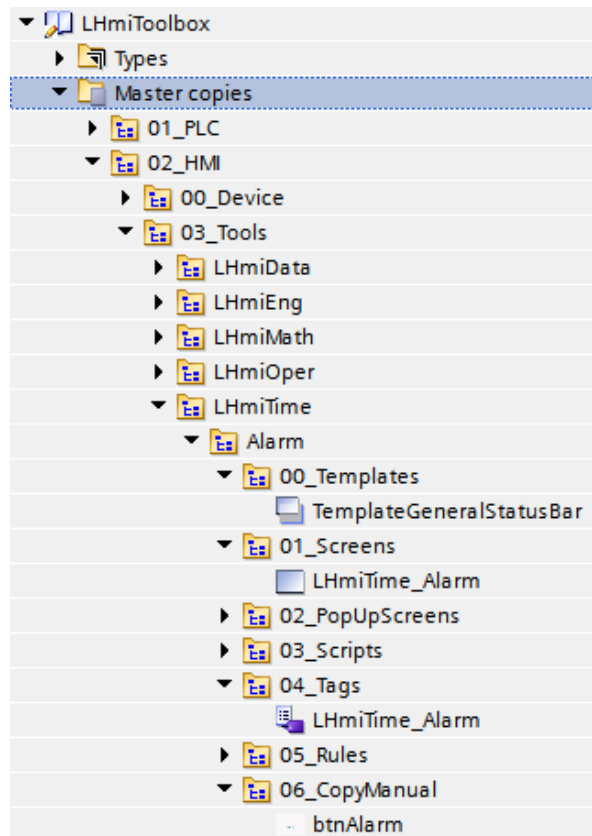 LHmiToolbox
Types
Master copies
01_PLC
02_HMI
00_Device
03_Tools
LHmiData
LHmiEng
LHmiMath
LHmiOper
LHmiTime
Alarm
00_Templates
TemplateGeneralStatusBar
01_Screens
LHmiTime_Alarm
02_PopUpScreens
03_Scripts
04_Tags
LHmiTime_Alarm
05_Rules
06_CopyManual
btnAlarm